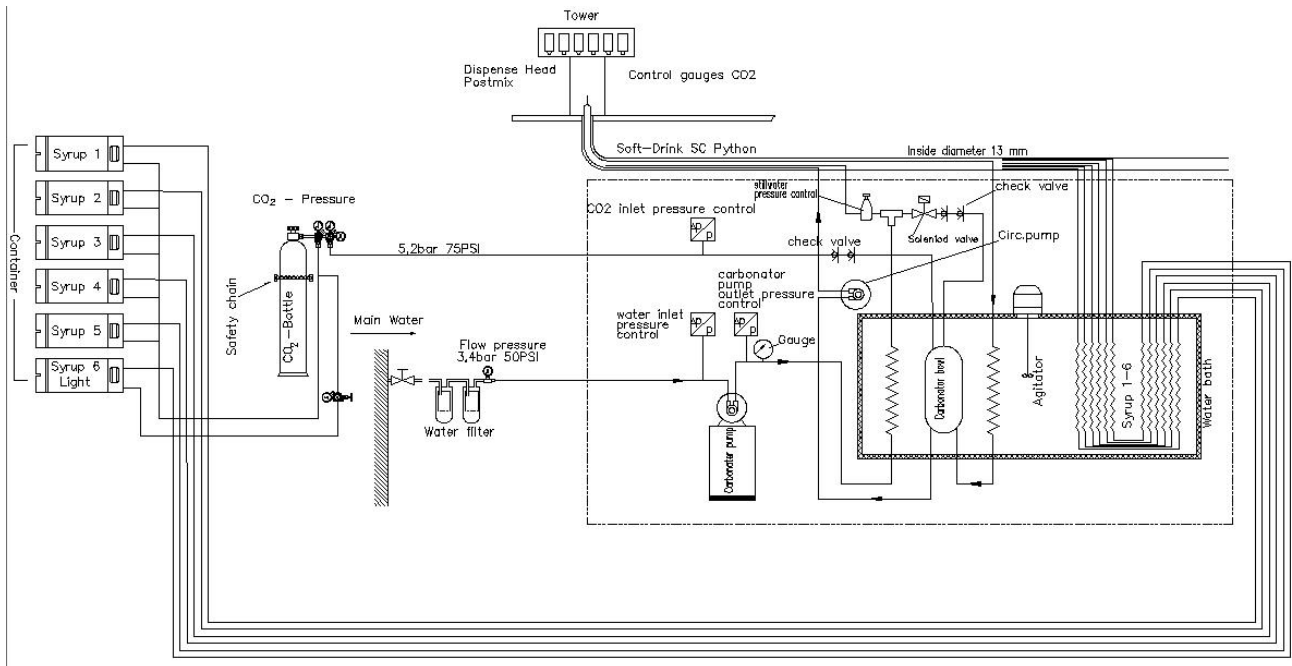 Tower
Dispense Head
Postmix
Control gauges CO2
Soft-Drink SC Python
Inside diameter 13 mm
Container
Syrup 1
Syrup 2
Syrup 3
Syrup 4
Syrup 5
Syrup 6
Light
CO2 - Pressure
5,2bar 75PSI
Safety chain
CO2-Bottle
Main Water
Flow pressure
3,4bar 50PSI
Water filter
CO2 inlet pressure control
water inlet
pressure
control
carbonator
pump
outlet pressure
control
Gauge
Carbonator pump
stillwater
pressure control
check valve
Soleniod valve
check valve
Circ.pump
Carbonator bowl
Agitator
Syrup 1-6
Water bath
Δp
p
Δp
p
Δp
p